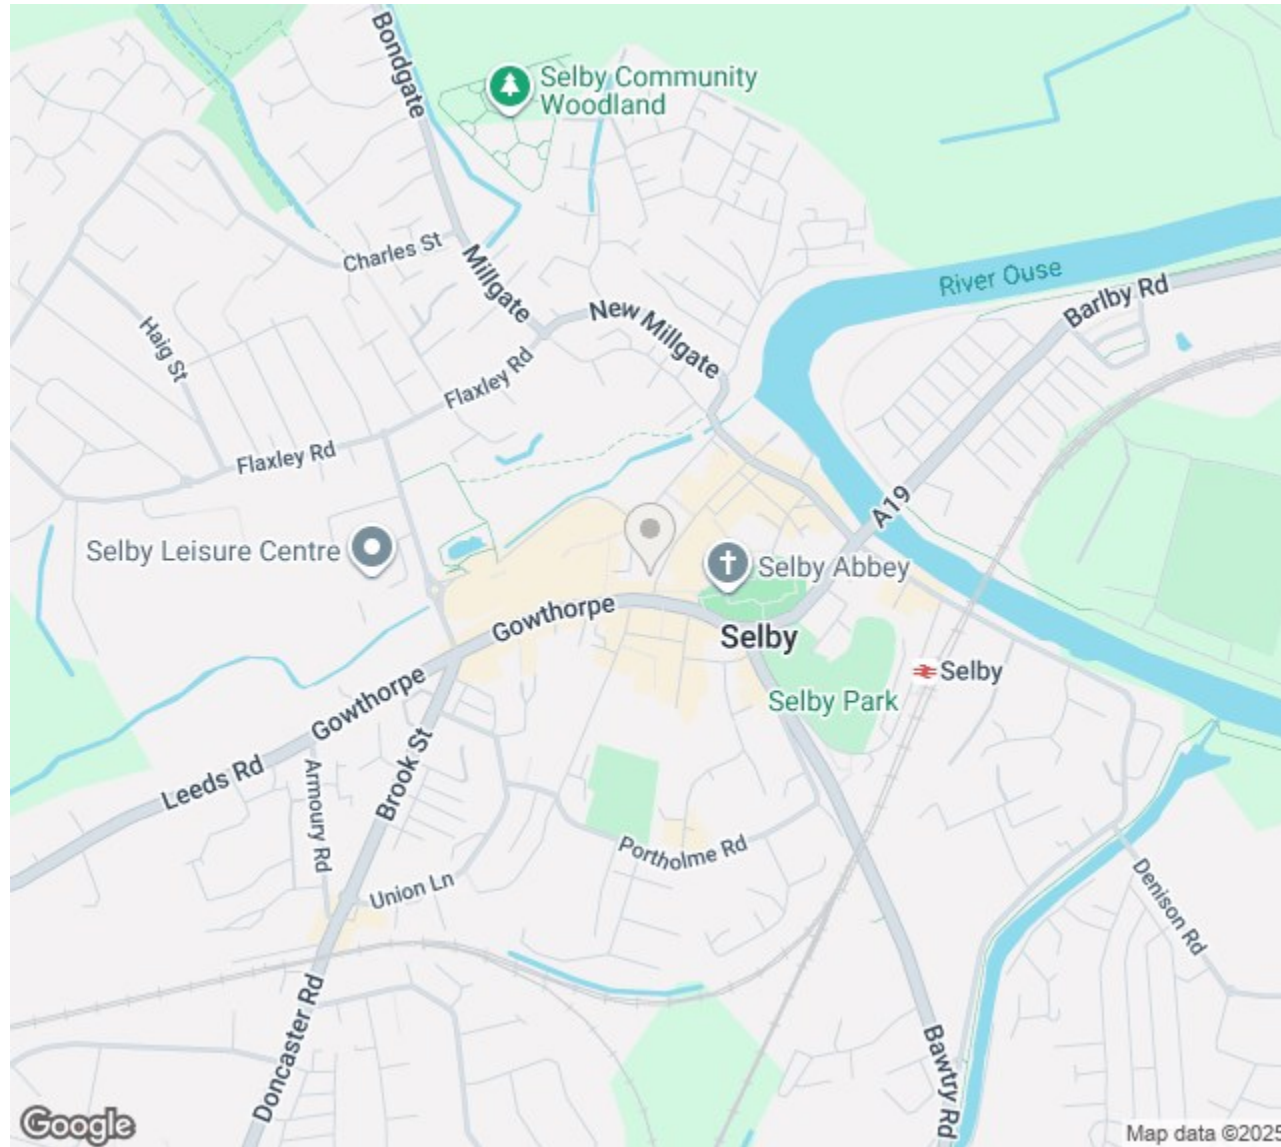 Bondgate
Selby Community
Woodland
Charles St
Millgate
River Ouse
Barlby Rd
New Millgate
Haig St
Flaxley Rd
Flaxley Rd
A19
Selby Leisure Centre
Selby Abbey
Gowthorpe
Selby
Selby
Selby Park
Gowthorpe
Leeds Rd
Brook St
Armoury Rd
Portholme Rd
Union Ln
Denison Rd
Doncaster Rd
Bawtry Rd
Google
Map data ©2025